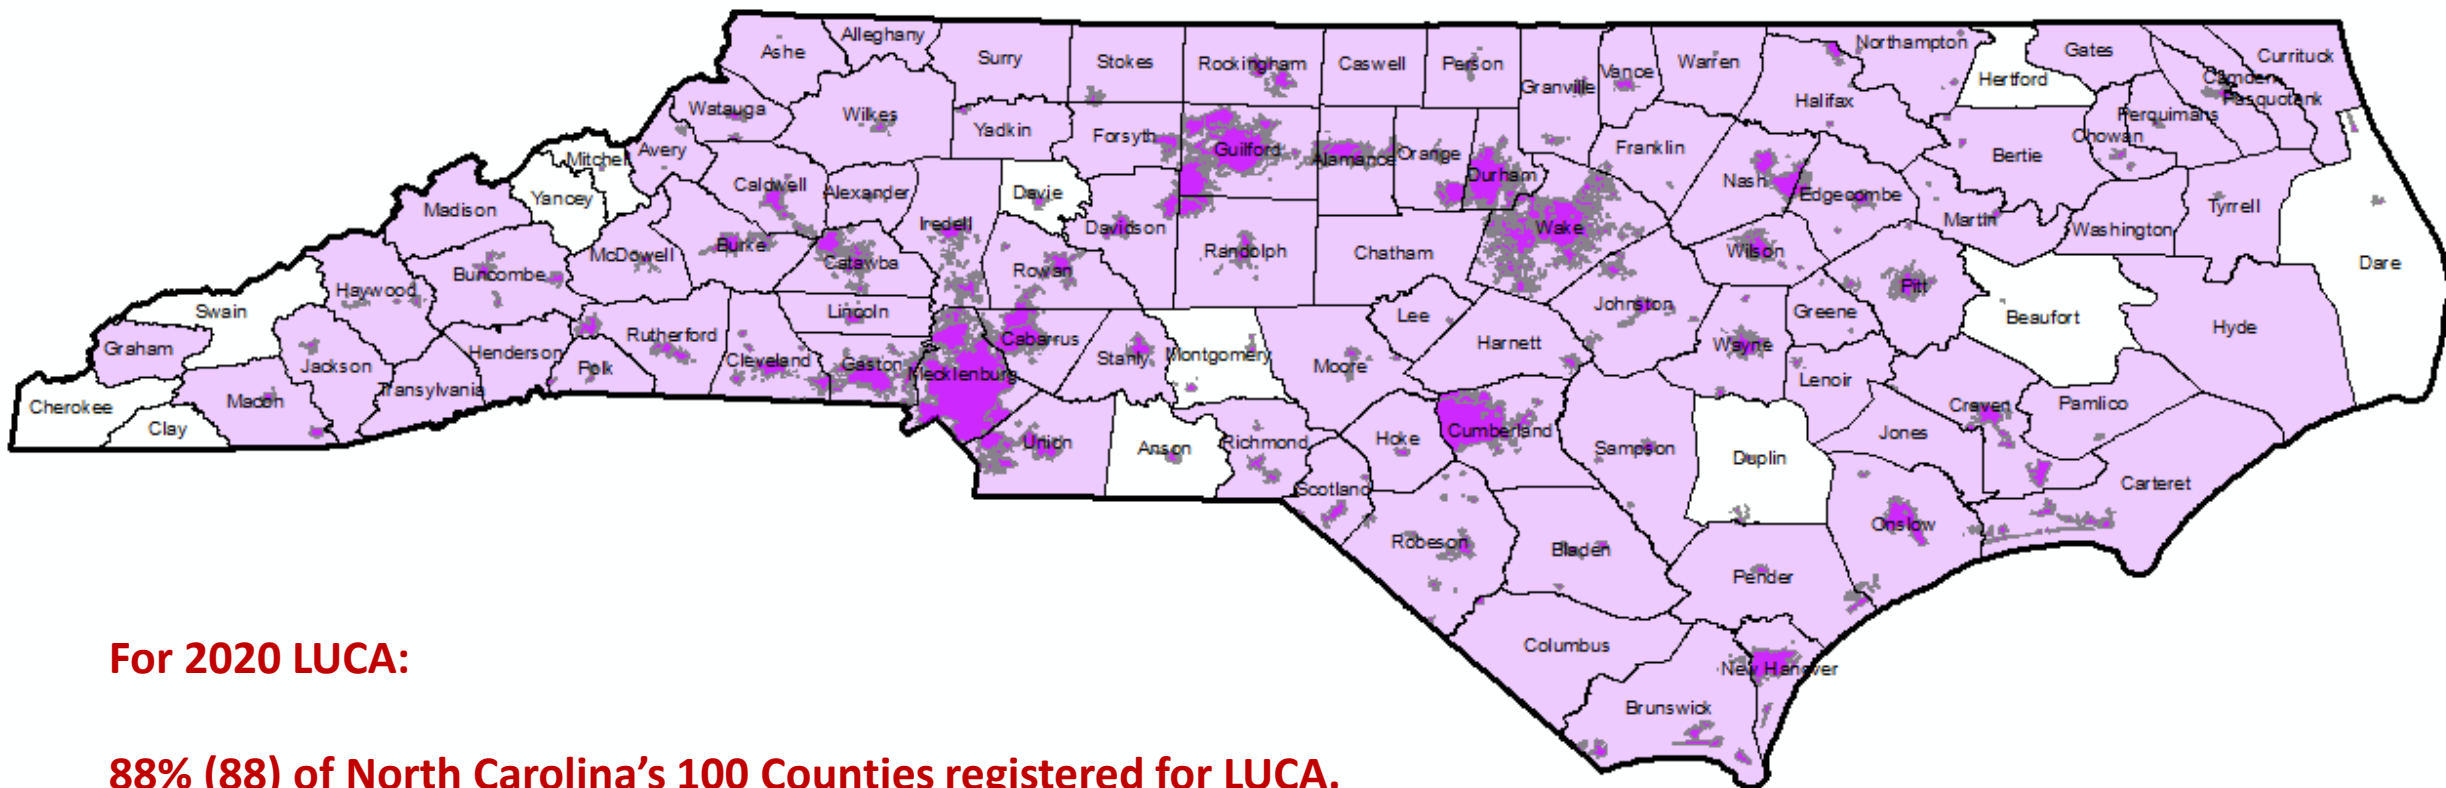 Ashe
Alleghany
Surry
Stokes
Rockingham
Caswell
Person
Granville
Vance
Warren
Northampton
Hertford
Gates
Currituck
Camden
Pasquotank
Perquimans
Chowan
Halifax
Bertie
Watauga
Wilkes
Yadkin
Forsyth
Guilford
Alamance
Orange
Durham
Franklin
Nash
Edgecombe
Martin
Washington
Tyrrell
Dare
Mitchell
Avery
Yancey
Madison
Caldwell
Alexander
Iredell
Davie
Davidson
Randolph
Chatham
Wake
Wilson
Pitt
Beaufort
Hyde
McDowell
Burke
Catawba
Rowan
Buncombe
Haywood
Swain
Graham
Jackson
Henderson
Polk
Rutherford
Cleveland
Lincoln
Gaston
Mecklenburg
Cabarrus
Stanly
Montgomery
Moore
Lee
Harnett
Johnston
Wayne
Greene
Lenoir
Craven
Pamlico
Cherokee
Clay
Macon
Transylvania
Union
Anson
Richmond
Scotland
Hoke
Cumberland
Sampson
Duplin
Jones
Carteret
Onslow
Robeson
Bladen
Pender
Columbus
New Hanover
Brunswick
For 2020 LUCA:
88% (88) of North Carolina’s 100 Counties registered for LUCA.